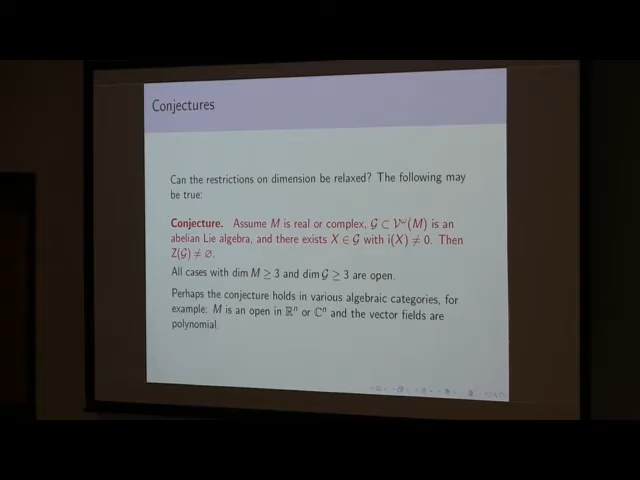 Conjectures
Can the restrictions on dimension be relaxed? The following may
be true:
Conjecture. Assume M is real or complex, 𝒢 ⊂ 𝒱^ω(M) is an
abelian Lie algebra, and there exists X ∈ 𝒢 with i(X) ≠ 0. Then
Z(𝒢) ≠ ∅.
All cases with dim M ≥ 3 and dim 𝒢 ≥ 3 are open.
Perhaps the conjecture holds in various algebraic categories, for
example: M is an open in ℝⁿ or ℂⁿ and the vector fields are
polynomial.